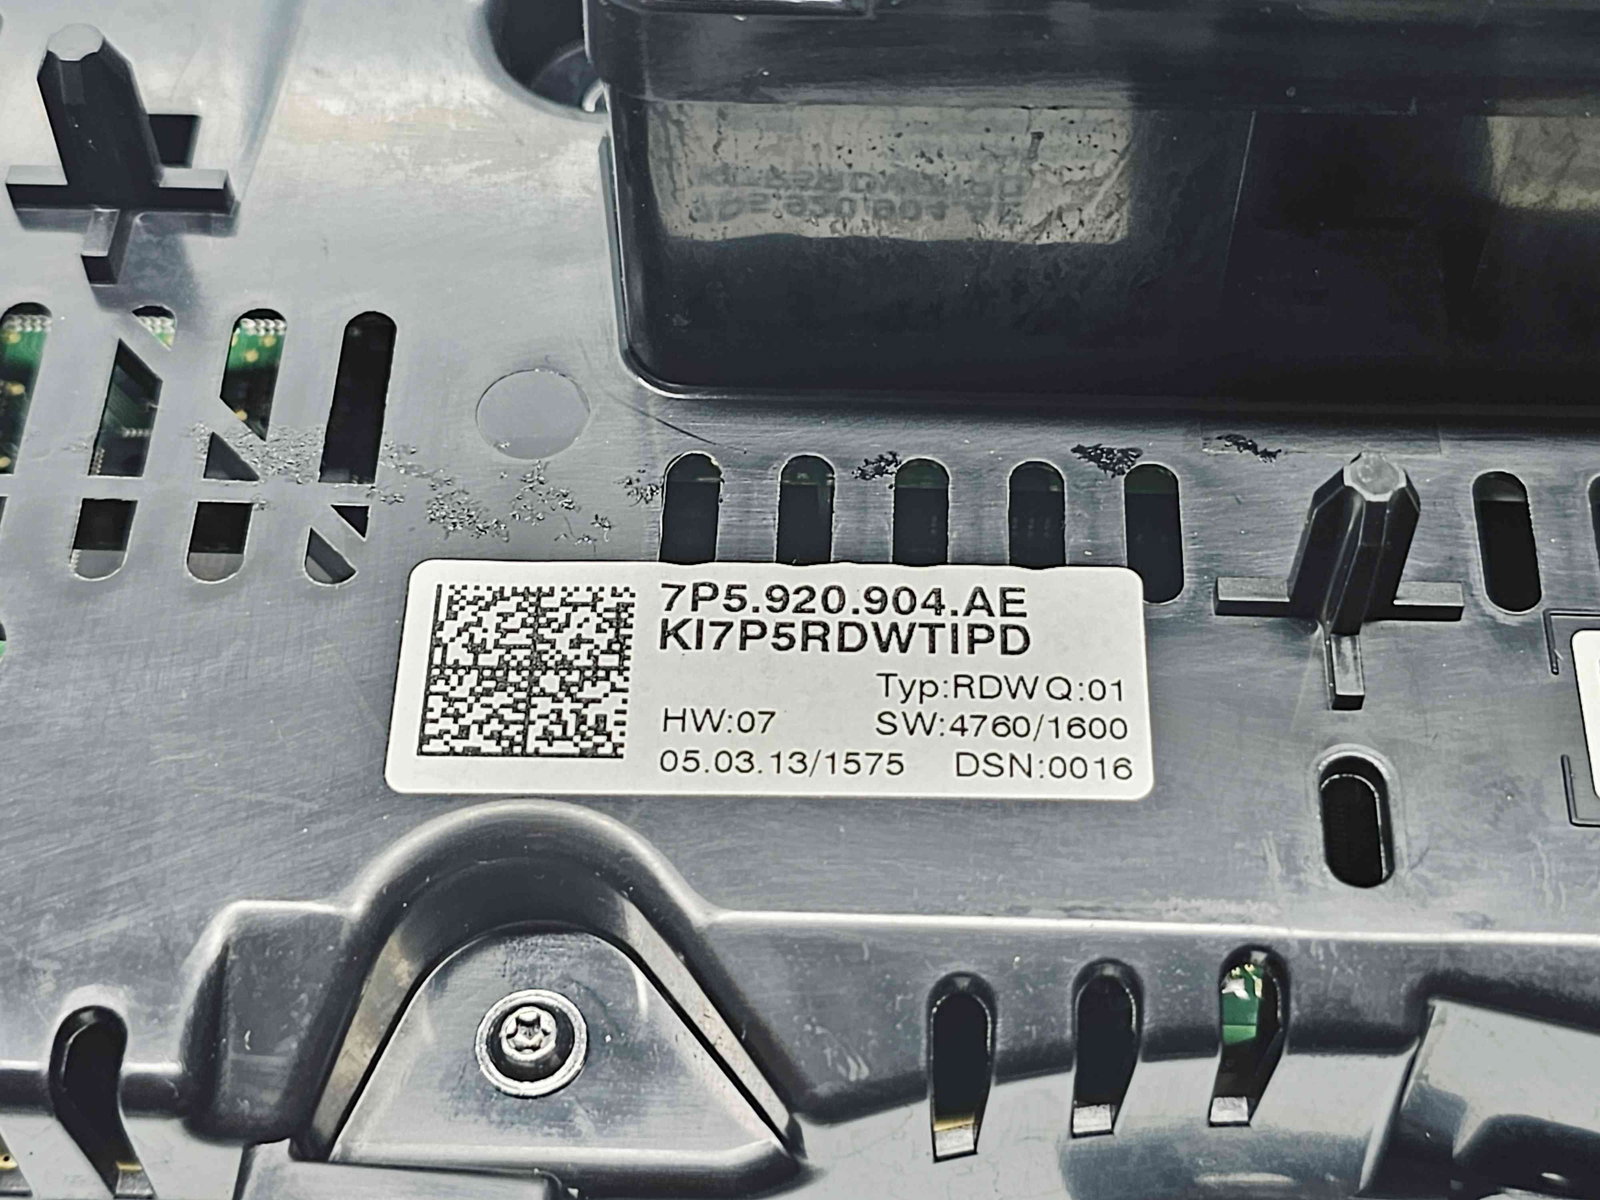 7P5.920.904.AE
KI7P5RDWTIPD
Typ:RDW Q:01
HW:07 SW:4760/1600
05.03.13/1575 DSN:0016